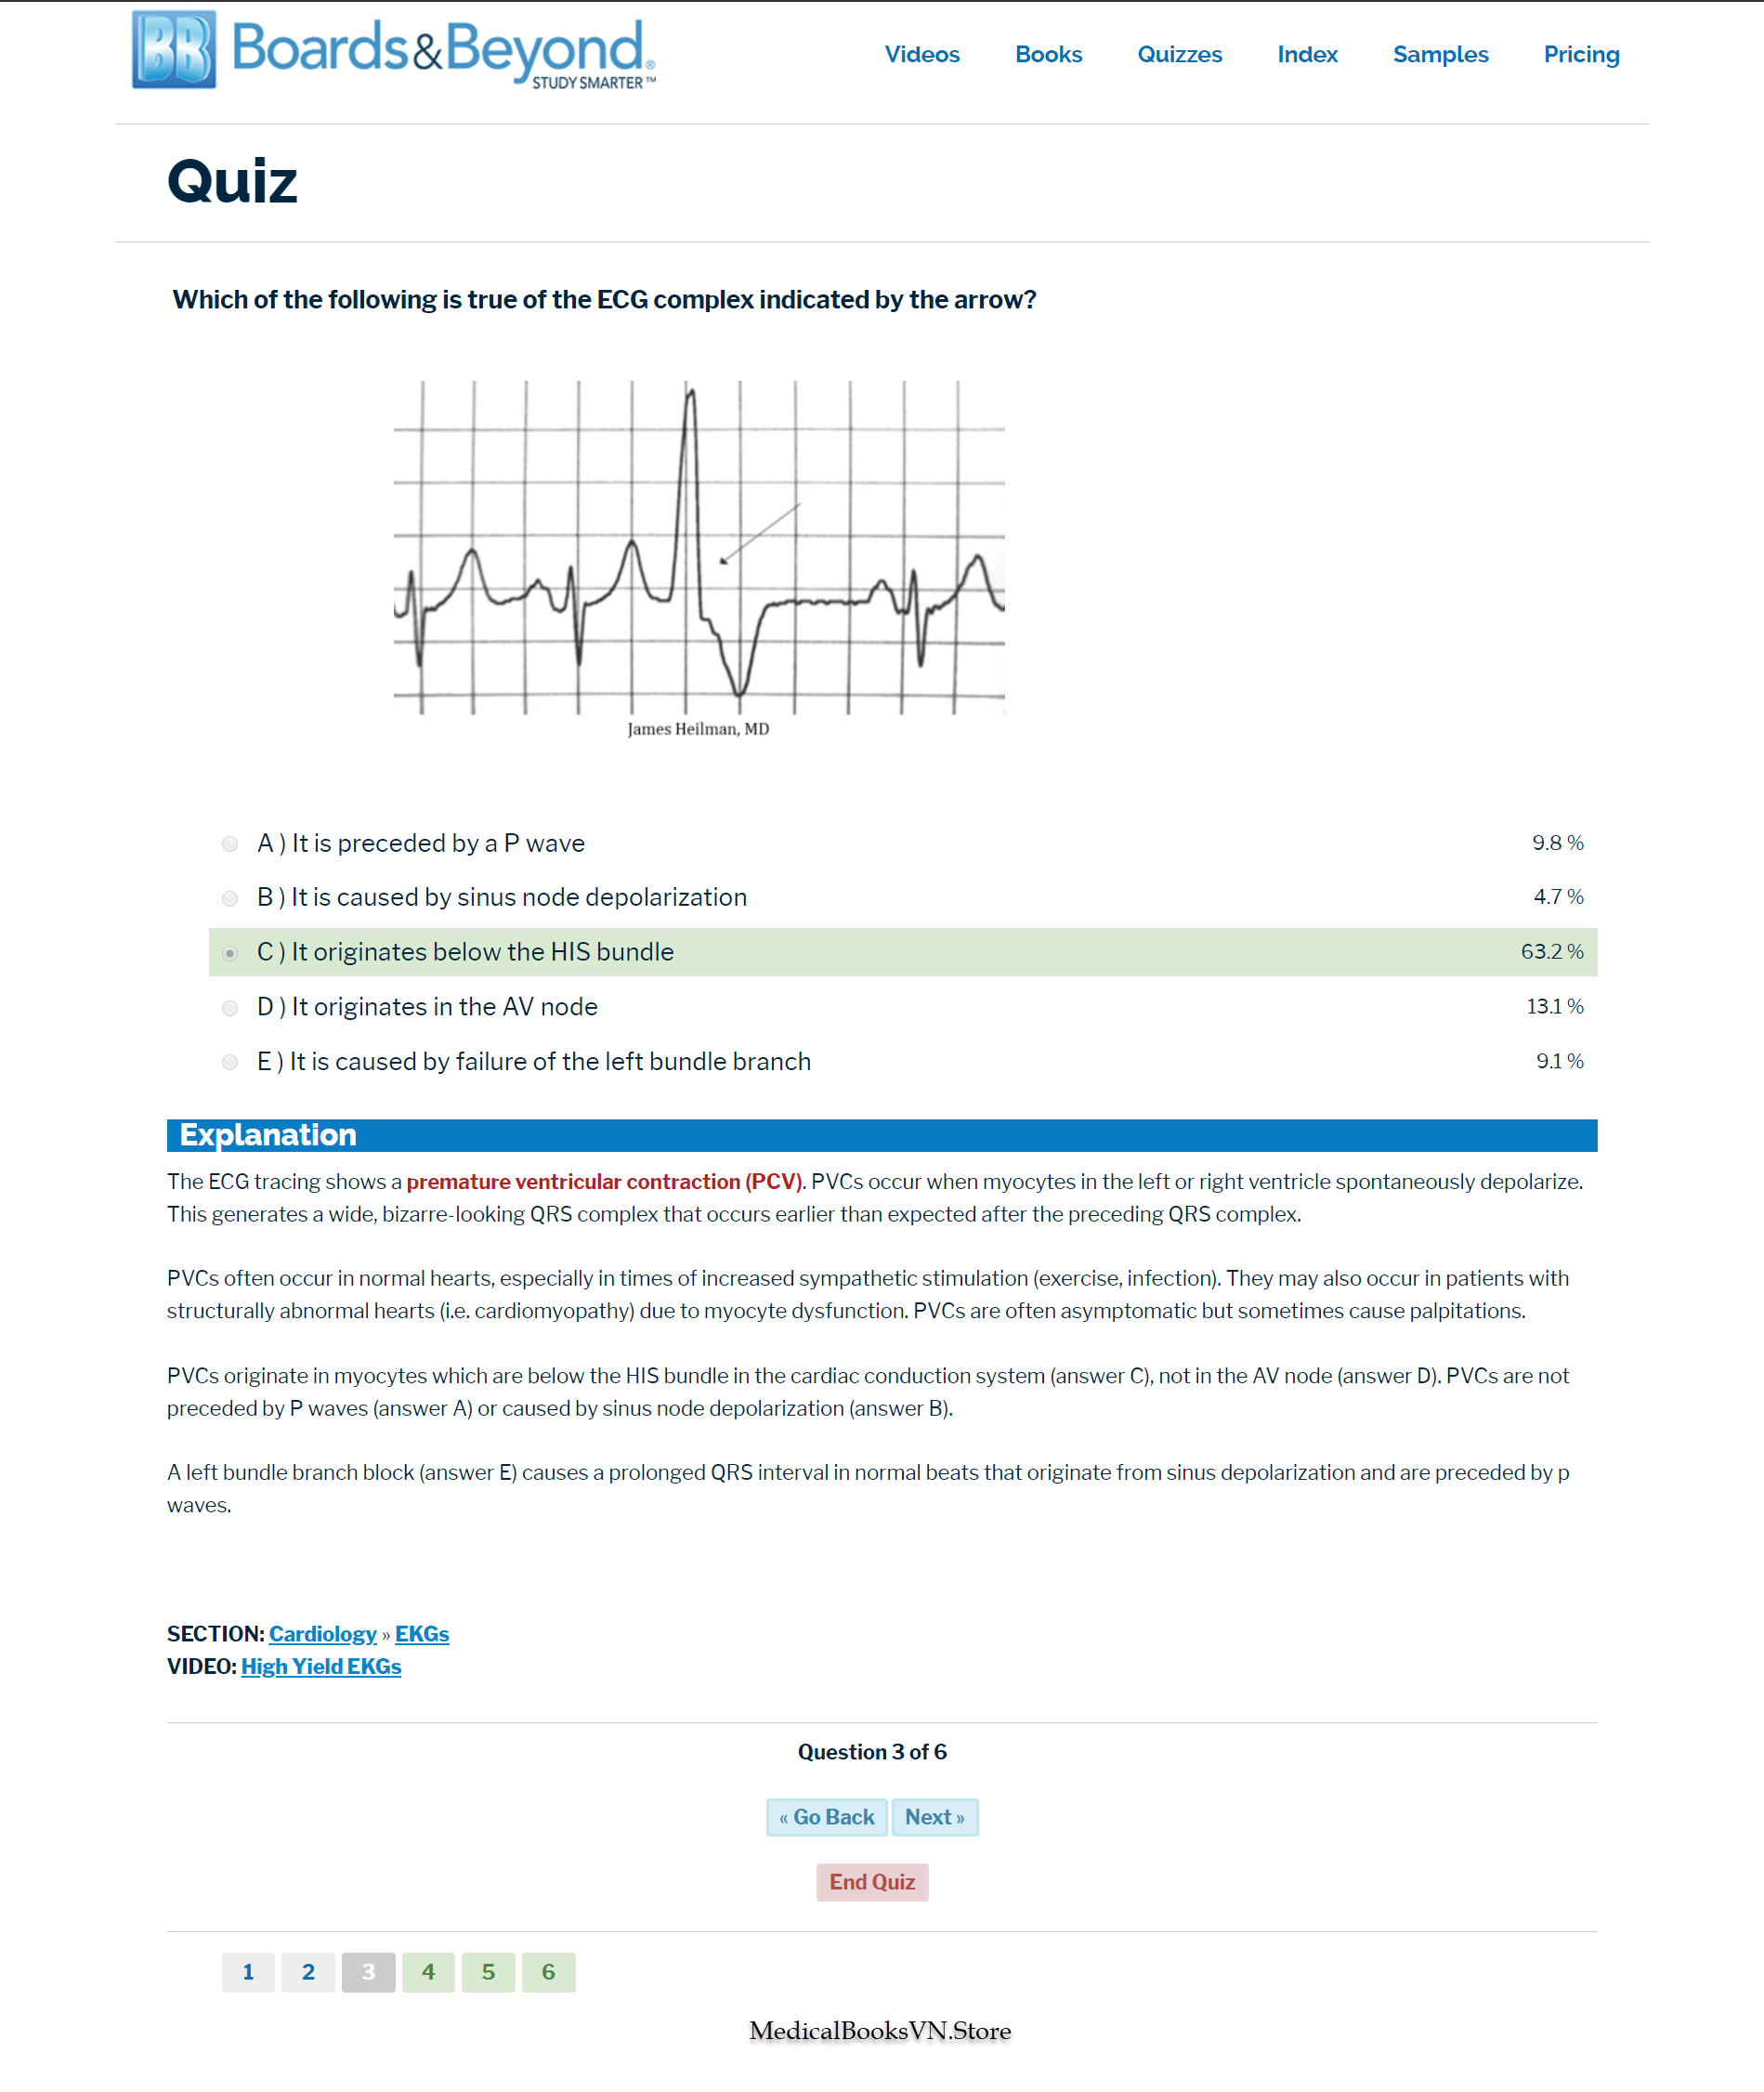 BB Boards&Beyond®
STUDY SMARTER™
Videos Books Quizzes Index Samples Pricing
Quiz
Which of the following is true of the ECG complex indicated by the arrow?
James Heilman, MD
A ) It is preceded by a P wave 9.8 %
B ) It is caused by sinus node depolarization 4.7 %
C ) It originates below the HIS bundle 63.2 %
D ) It originates in the AV node 13.1 %
E ) It is caused by failure of the left bundle branch 9.1 %
Explanation
The ECG tracing shows a premature ventricular contraction (PCV). PVCs occur when myocytes in the left or right ventricle spontaneously depolarize.
This generates a wide, bizarre-looking QRS complex that occurs earlier than expected after the preceding QRS complex.
PVCs often occur in normal hearts, especially in times of increased sympathetic stimulation (exercise, infection). They may also occur in patients with
structurally abnormal hearts (i.e. cardiomyopathy) due to myocyte dysfunction. PVCs are often asymptomatic but sometimes cause palpitations.
PVCs originate in myocytes which are below the HIS bundle in the cardiac conduction system (answer C), not in the AV node (answer D). PVCs are not
preceded by P waves (answer A) or caused by sinus node depolarization (answer B).
A left bundle branch block (answer E) causes a prolonged QRS interval in normal beats that originate from sinus depolarization and are preceded by p
waves.
SECTION: Cardiology » EKGs
VIDEO: High Yield EKGs
Question 3 of 6
« Go Back Next »
End Quiz
1 2 3 4 5 6
MedicalBooksVN.Store